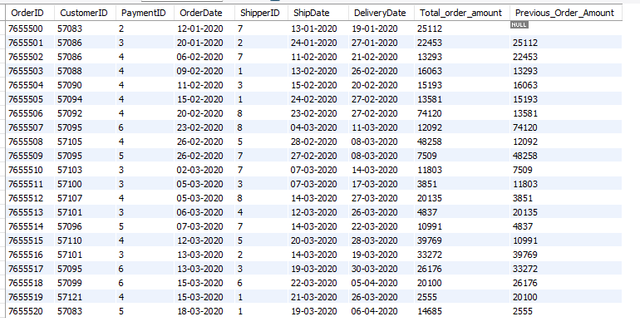 OrderID CustomerID PaymentID OrderDate ShipperID ShipDate DeliveryDate Total_order_amount Previous_Order_Amount
7655500 57083 2 12-01-2020 7 13-01-2020 19-01-2020 25112 NULL
7655501 57086 3 20-01-2020 2 24-01-2020 27-01-2020 22453 25112
7655502 57086 4 06-02-2020 7 11-02-2020 21-02-2020 13293 22453
7655503 57088 4 09-02-2020 1 13-02-2020 26-02-2020 16063 13293
7655504 57090 4 11-02-2020 3 15-02-2020 20-02-2020 15193 16063
7655505 57094 4 15-02-2020 1 24-02-2020 27-02-2020 13581 15193
7655506 57092 4 20-02-2020 8 23-02-2020 27-02-2020 74120 13581
7655507 57095 6 23-02-2020 8 04-03-2020 11-03-2020 12092 74120
7655508 57105 4 26-02-2020 5 28-02-2020 08-03-2020 48258 12092
7655509 57095 5 26-02-2020 7 27-02-2020 08-03-2020 7509 48258
7655510 57103 3 02-03-2020 7 07-03-2020 14-03-2020 11803 7509
7655511 57100 3 05-03-2020 3 07-03-2020 17-03-2020 3851 11803
7655512 57107 4 05-03-2020 8 14-03-2020 27-03-2020 20135 3851
7655513 57101 3 06-03-2020 4 12-03-2020 26-03-2020 4837 20135
7655514 57096 5 07-03-2020 7 14-03-2020 22-03-2020 10991 4837
7655515 57110 4 12-03-2020 5 20-03-2020 28-03-2020 39769 10991
7655516 57101 3 13-03-2020 2 14-03-2020 19-03-2020 33272 39769
7655517 57095 6 13-03-2020 3 19-03-2020 30-03-2020 26176 33272
7655518 57099 6 15-03-2020 6 22-03-2020 05-04-2020 20100 26176
7655519 57121 4 15-03-2020 1 21-03-2020 26-03-2020 2555 20100
7655520 57083 5 18-03-2020 1 19-03-2020 06-04-2020 14685 2555